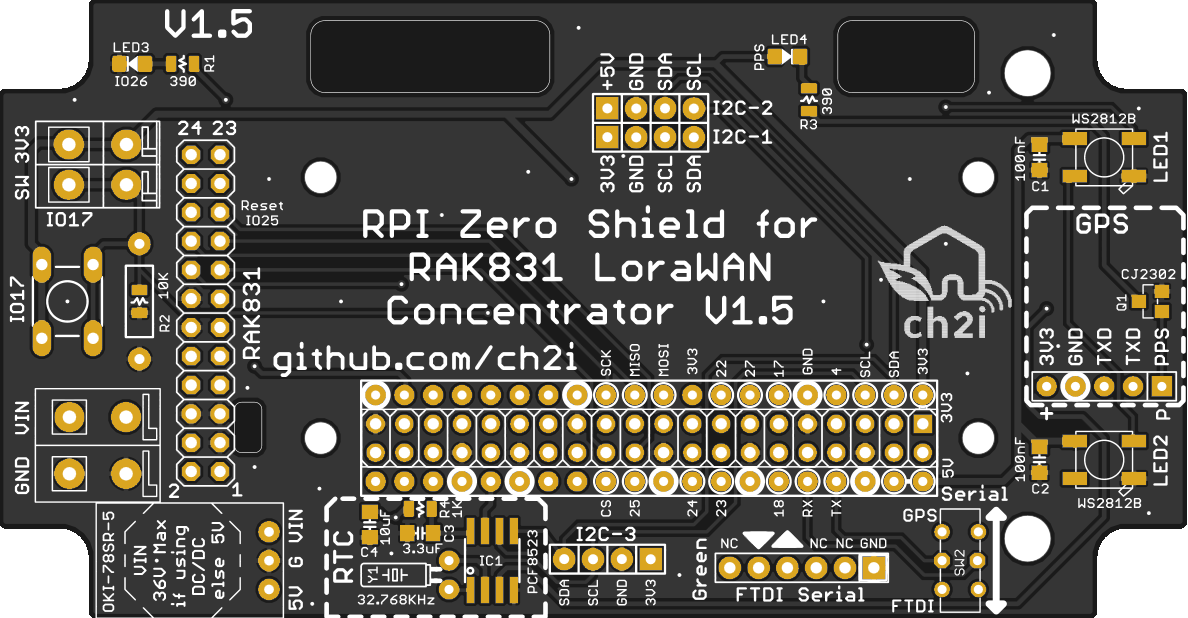 V1.5
LED3
IO26
390
R1
LED4
PPS
390
R3
+5V
GND
SDA
SCL
I2C-2
I2C-1
3V3
GND
SCL
SDA
24 23
SW 3V3
IO17
Reset
IO25
WS2812B
100nF
C1
LED1
RPI Zero Shield for
RAK831 LoraWAN
Concentrator V1.5
github.com/ch2i
ch2i
GPS
CJ2302
Q1
3V3
GND
TXD
TXD
PPS
+
P
IO17
10K
R2
RAK831
SCK
MISO
MOSI
3V3
22
27
17
GND
4
SCL
SDA
3V3
3V3
5V
CS
25
24
23
18
RX
TX
VIN
GND
2
1
100nF
C2
LED2
WS2812B
OKI-78SR-5
VIN
36V Max
if using
DC/DC
else 5V
VIN
G
5V
RTC
10uF
C4
R4
1K
C3
3.3uF
Y1
32.768KHz
IC1
PCF8523
I2C-3
SDA
SCL
GND
3V3
Green
NC
NC
NC
GND
FTDI Serial
Serial
GPS
SW2
FTDI